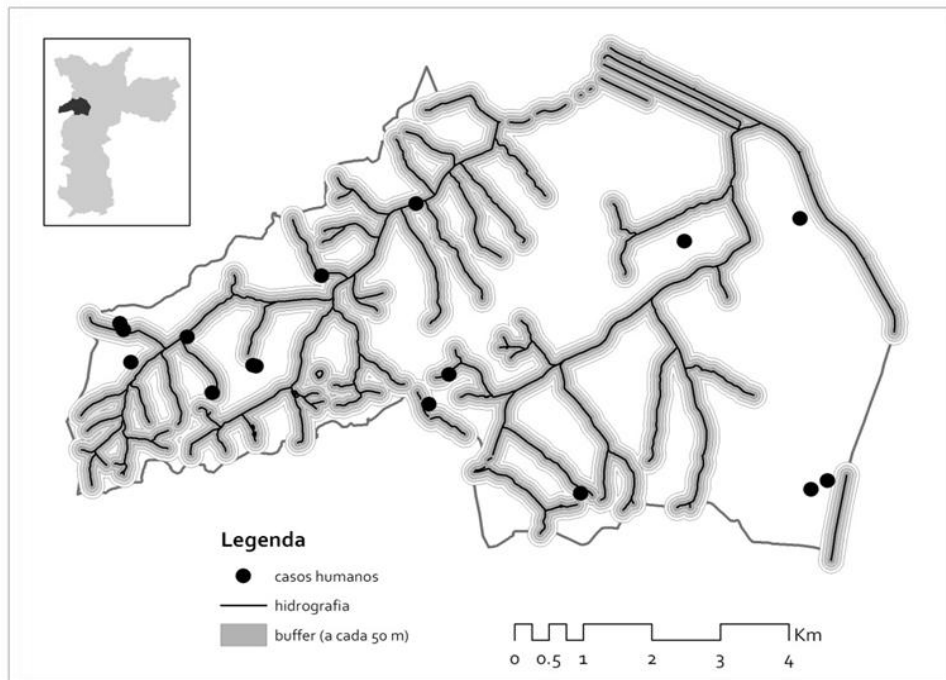 Legenda
casos humanos
hidrografia
buffer (a cada 50 m)
Km
0 0.5 1 2 3 4